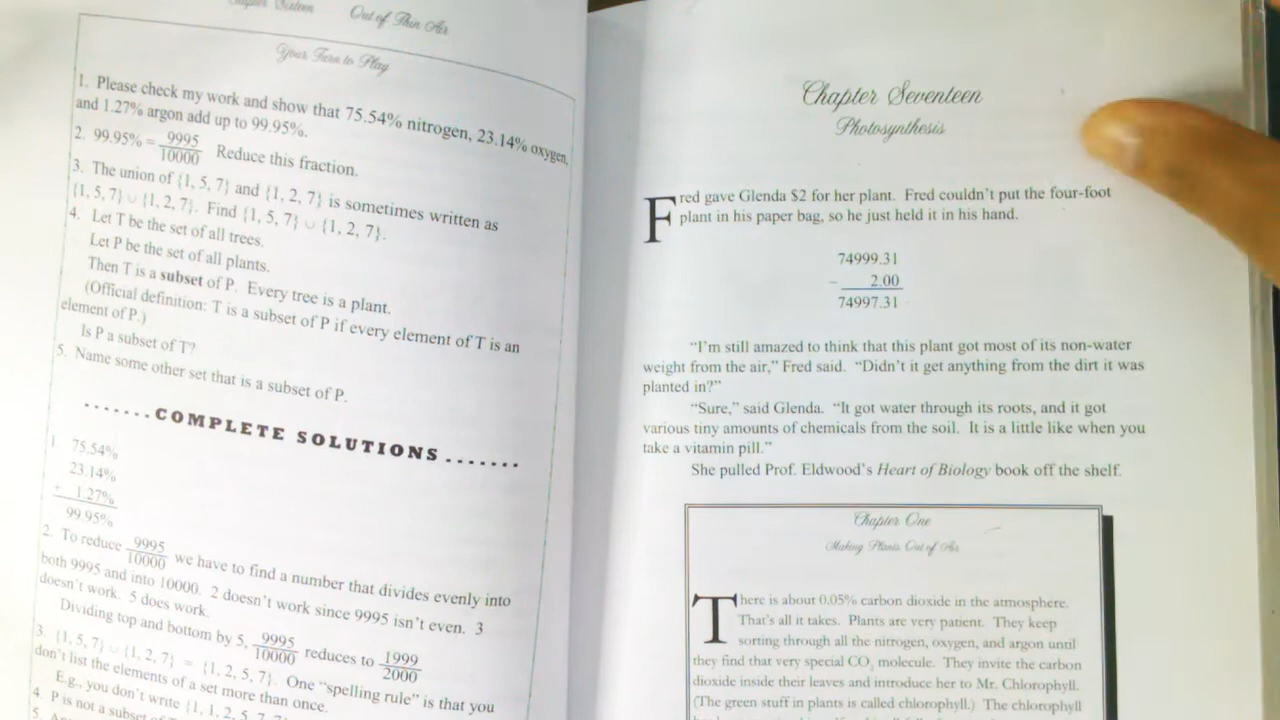 Chapter Sixteen Out of Thin Air
Your Turn to Play
1. Please check my work and show that 75.54% nitrogen, 23.14% oxygen,
and 1.27% argon add up to 99.95%.
2. 99.95% = 9995/10000 Reduce this fraction.
3. The union of {1, 5, 7} and {1, 2, 7} is sometimes written as
{1, 5, 7} ∪ {1, 2, 7}. Find {1, 5, 7} ∪ {1, 2, 7}.
4. Let T be the set of all trees.
Let P be the set of all plants.
Then T is a subset of P. Every tree is a plant.
(Official definition: T is a subset of P if every element of T is an
element of P.)
Is P a subset of T?
5. Name some other set that is a subset of P.
.......COMPLETE SOLUTIONS.......
1. 75.54%
23.14%
+ 1.27%
99.95%
2. To reduce 9995/10000 we have to find a number that divides evenly into
both 9995 and into 10000. 2 doesn't work since 9995 isn't even. 3
doesn't work. 5 does work.
Dividing top and bottom by 5, 9995/10000 reduces to 1999/2000
3. {1, 5, 7} ∪ {1, 2, 7} = {1, 2, 5, 7}. One "spelling rule" is that you
don't list the elements of a set more than once.
E.g., you don't write {1, 1, 2, 5, 7,
4. P is not a subset of
5.
Chapter Seventeen
Photosynthesis
Fred gave Glenda $2 for her plant. Fred couldn't put the four-foot
plant in his paper bag, so he just held it in his hand.
74999.31
– 2.00
74997.31
"I'm still amazed to think that this plant got most of its non-water
weight from the air," Fred said. "Didn't it get anything from the dirt it was
planted in?"
"Sure," said Glenda. "It got water through its roots, and it got
various tiny amounts of chemicals from the soil. It is a little like when you
take a vitamin pill."
She pulled Prof. Eldwood's Heart of Biology book off the shelf.
Chapter One
Making Plants Out of Air
There is about 0.05% carbon dioxide in the atmosphere.
That's all it takes. Plants are very patient. They keep
sorting through all the nitrogen, oxygen, and argon until
they find that very special CO₂ molecule. They invite the carbon
dioxide inside their leaves and introduce her to Mr. Chlorophyll.
(The green stuff in plants is called chlorophyll.) The chlorophyll